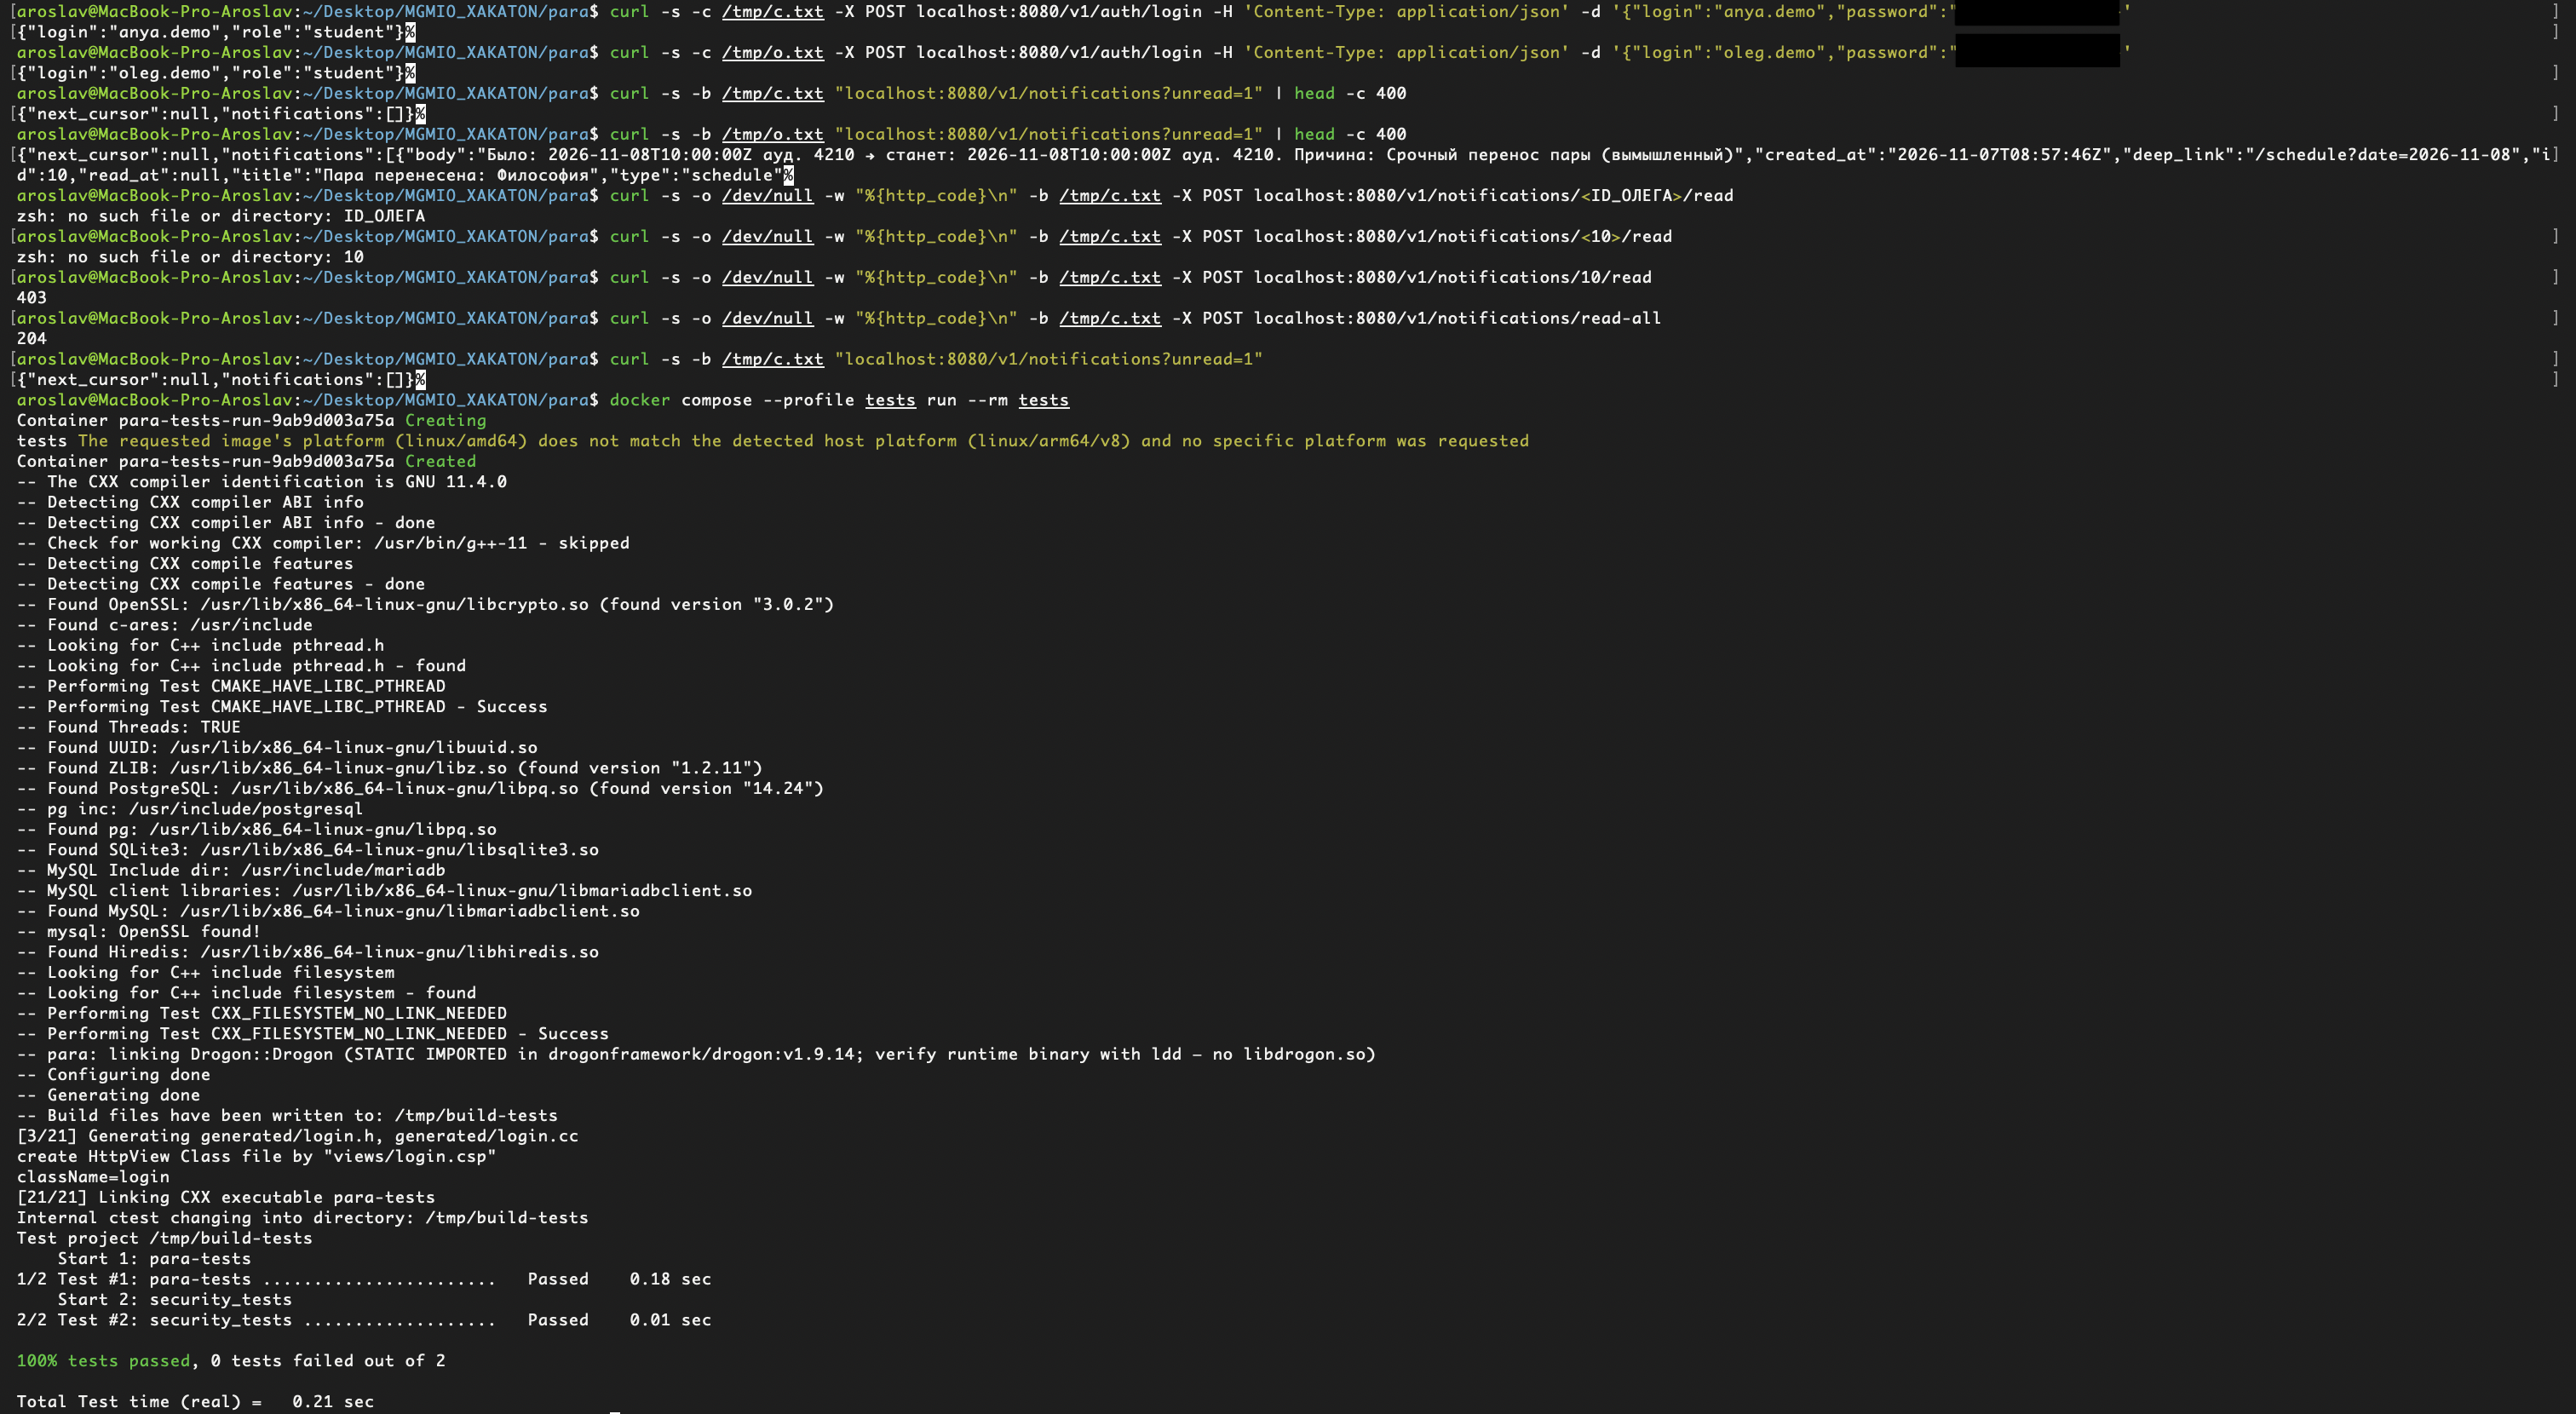 [aroslav@MacBook-Pro-Aroslav:~/Desktop/MGMIO_XAKATON/para$ curl -s -c /tmp/c.txt -X POST localhost:8080/v1/auth/login -H 'Content-Type: application/json' -d '{"login":"anya.demo","password":" ' ]
[{"login":"anya.demo","role":"student"}% ]
aroslav@MacBook-Pro-Aroslav:~/Desktop/MGMIO_XAKATON/para$ curl -s -c /tmp/o.txt -X POST localhost:8080/v1/auth/login -H 'Content-Type: application/json' -d '{"login":"oleg.demo","password":" '
[{"login":"oleg.demo","role":"student"}% ]
aroslav@MacBook-Pro-Aroslav:~/Desktop/MGMIO_XAKATON/para$ curl -s -b /tmp/c.txt "localhost:8080/v1/notifications?unread=1" | head -c 400
[{"next_cursor":null,"notifications":[]}% ]
aroslav@MacBook-Pro-Aroslav:~/Desktop/MGMIO_XAKATON/para$ curl -s -b /tmp/o.txt "localhost:8080/v1/notifications?unread=1" | head -c 400
[{"next_cursor":null,"notifications":[{"body":"Было: 2026-11-08T10:00:00Z ауд. 4210 → станет: 2026-11-08T10:00:00Z ауд. 4210. Причина: Срочный перенос пары (вымышленный)","created_at":"2026-11-07T08:57:46Z","deep_link":"/schedule?date=2026-11-08","i]
d":10,"read_at":null,"title":"Пара перенесена: Философия","type":"schedule"%
aroslav@MacBook-Pro-Aroslav:~/Desktop/MGMIO_XAKATON/para$ curl -s -o /dev/null -w "%{http_code}\n" -b /tmp/c.txt -X POST localhost:8080/v1/notifications/<ID_ОЛЕГА>/read
zsh: no such file or directory: ID_ОЛЕГА
[aroslav@MacBook-Pro-Aroslav:~/Desktop/MGMIO_XAKATON/para$ curl -s -o /dev/null -w "%{http_code}\n" -b /tmp/c.txt -X POST localhost:8080/v1/notifications/<10>/read ]
zsh: no such file or directory: 10
[aroslav@MacBook-Pro-Aroslav:~/Desktop/MGMIO_XAKATON/para$ curl -s -o /dev/null -w "%{http_code}\n" -b /tmp/c.txt -X POST localhost:8080/v1/notifications/10/read ]
403
[aroslav@MacBook-Pro-Aroslav:~/Desktop/MGMIO_XAKATON/para$ curl -s -o /dev/null -w "%{http_code}\n" -b /tmp/c.txt -X POST localhost:8080/v1/notifications/read-all ]
204
[aroslav@MacBook-Pro-Aroslav:~/Desktop/MGMIO_XAKATON/para$ curl -s -b /tmp/c.txt "localhost:8080/v1/notifications?unread=1" ]
[{"next_cursor":null,"notifications":[]}% ]
aroslav@MacBook-Pro-Aroslav:~/Desktop/MGMIO_XAKATON/para$ docker compose --profile tests run --rm tests
Container para-tests-run-9ab9d003a75a Creating
tests The requested image's platform (linux/amd64) does not match the detected host platform (linux/arm64/v8) and no specific platform was requested
Container para-tests-run-9ab9d003a75a Created
-- The CXX compiler identification is GNU 11.4.0
-- Detecting CXX compiler ABI info
-- Detecting CXX compiler ABI info - done
-- Check for working CXX compiler: /usr/bin/g++-11 - skipped
-- Detecting CXX compile features
-- Detecting CXX compile features - done
-- Found OpenSSL: /usr/lib/x86_64-linux-gnu/libcrypto.so (found version "3.0.2")
-- Found c-ares: /usr/include
-- Looking for C++ include pthread.h
-- Looking for C++ include pthread.h - found
-- Performing Test CMAKE_HAVE_LIBC_PTHREAD
-- Performing Test CMAKE_HAVE_LIBC_PTHREAD - Success
-- Found Threads: TRUE
-- Found UUID: /usr/lib/x86_64-linux-gnu/libuuid.so
-- Found ZLIB: /usr/lib/x86_64-linux-gnu/libz.so (found version "1.2.11")
-- Found PostgreSQL: /usr/lib/x86_64-linux-gnu/libpq.so (found version "14.24")
-- pg inc: /usr/include/postgresql
-- Found pg: /usr/lib/x86_64-linux-gnu/libpq.so
-- Found SQLite3: /usr/lib/x86_64-linux-gnu/libsqlite3.so
-- MySQL Include dir: /usr/include/mariadb
-- MySQL client libraries: /usr/lib/x86_64-linux-gnu/libmariadbclient.so
-- Found MySQL: /usr/lib/x86_64-linux-gnu/libmariadbclient.so
-- mysql: OpenSSL found!
-- Found Hiredis: /usr/lib/x86_64-linux-gnu/libhiredis.so
-- Looking for C++ include filesystem
-- Looking for C++ include filesystem - found
-- Performing Test CXX_FILESYSTEM_NO_LINK_NEEDED
-- Performing Test CXX_FILESYSTEM_NO_LINK_NEEDED - Success
-- para: linking Drogon::Drogon (STATIC IMPORTED in drogonframework/drogon:v1.9.14; verify runtime binary with ldd — no libdrogon.so)
-- Configuring done
-- Generating done
-- Build files have been written to: /tmp/build-tests
[3/21] Generating generated/login.h, generated/login.cc
create HttpView Class file by "views/login.csp"
className=login
[21/21] Linking CXX executable para-tests
Internal ctest changing into directory: /tmp/build-tests
Test project /tmp/build-tests
Start 1: para-tests
1/2 Test #1: para-tests ....................... Passed 0.18 sec
Start 2: security_tests
2/2 Test #2: security_tests ................... Passed 0.01 sec
100% tests passed, 0 tests failed out of 2
Total Test time (real) = 0.21 sec